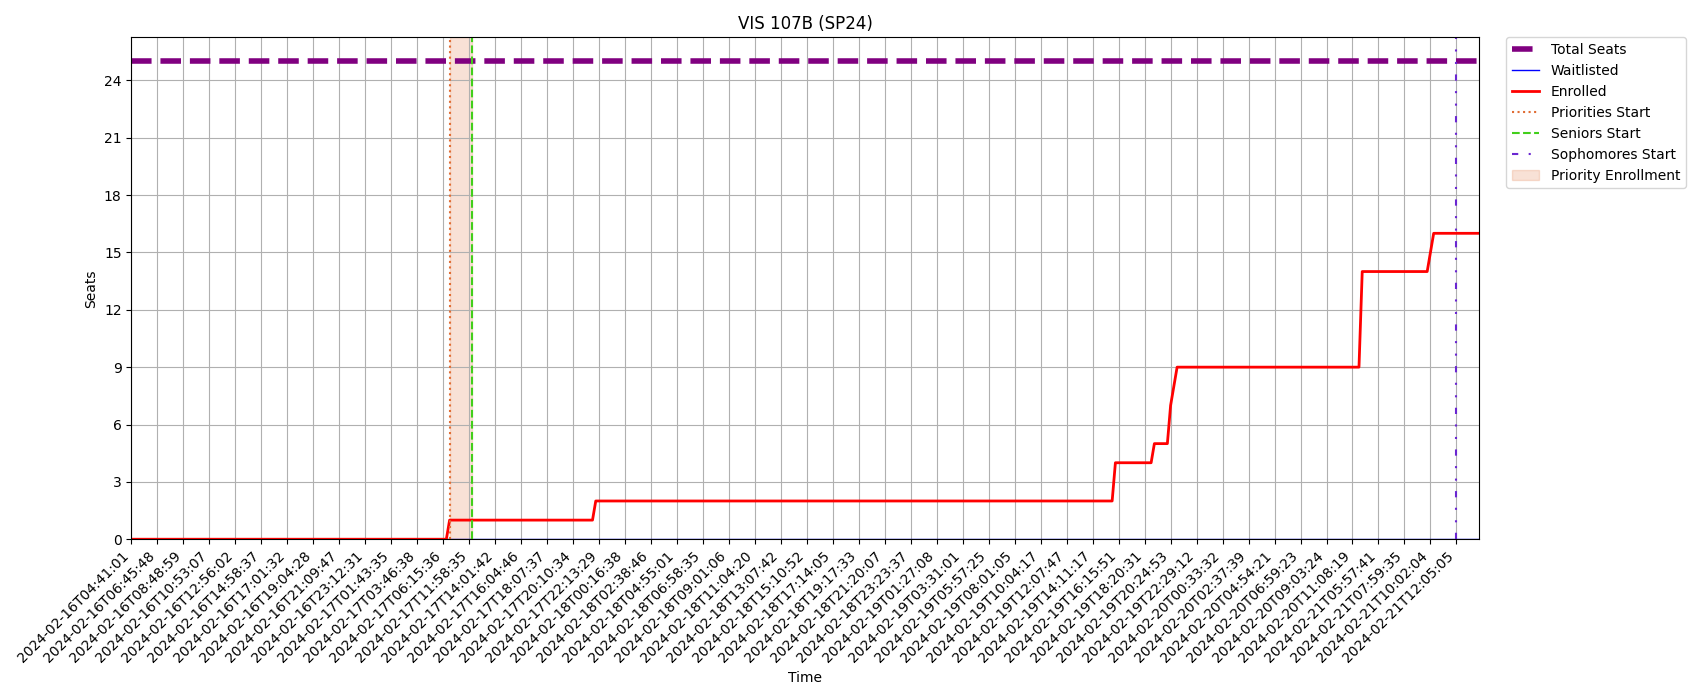 VIS 107B (SP24)
Total Seats
Waitlisted
Enrolled
Priorities Start
Seniors Start
Sophomores Start
Priority Enrollment
Seats
24
21
18
15
12
9
6
3
0
2024-02-16T04:41:01
2024-02-16T06:45:48
2024-02-16T08:48:59
2024-02-16T10:53:07
2024-02-16T12:56:02
2024-02-16T14:58:37
2024-02-16T17:01:32
2024-02-16T19:04:28
2024-02-16T21:09:47
2024-02-16T23:12:31
2024-02-17T01:43:35
2024-02-17T03:46:38
2024-02-17T06:15:36
2024-02-17T11:58:35
2024-02-17T14:01:42
2024-02-17T16:04:46
2024-02-17T18:07:37
2024-02-17T20:10:34
2024-02-17T22:13:29
2024-02-18T00:16:38
2024-02-18T02:38:46
2024-02-18T04:55:01
2024-02-18T06:58:35
2024-02-18T09:01:06
2024-02-18T11:04:20
2024-02-18T13:07:42
2024-02-18T15:10:52
2024-02-18T17:14:05
2024-02-18T19:17:33
2024-02-18T21:20:07
2024-02-18T23:23:37
2024-02-19T01:27:08
2024-02-19T03:31:01
2024-02-19T05:57:23
2024-02-19T08:01:05
2024-02-19T10:04:17
2024-02-19T12:07:47
2024-02-19T14:11:17
2024-02-19T16:15:51
2024-02-19T18:20:31
2024-02-19T20:24:53
2024-02-19T22:29:12
2024-02-20T00:33:32
2024-02-20T02:37:39
2024-02-20T04:54:21
2024-02-20T06:59:23
2024-02-20T09:03:24
2024-02-20T11:08:19
2024-02-21T05:57:41
2024-02-21T07:59:35
2024-02-21T10:02:04
2024-02-21T12:05:05
Time